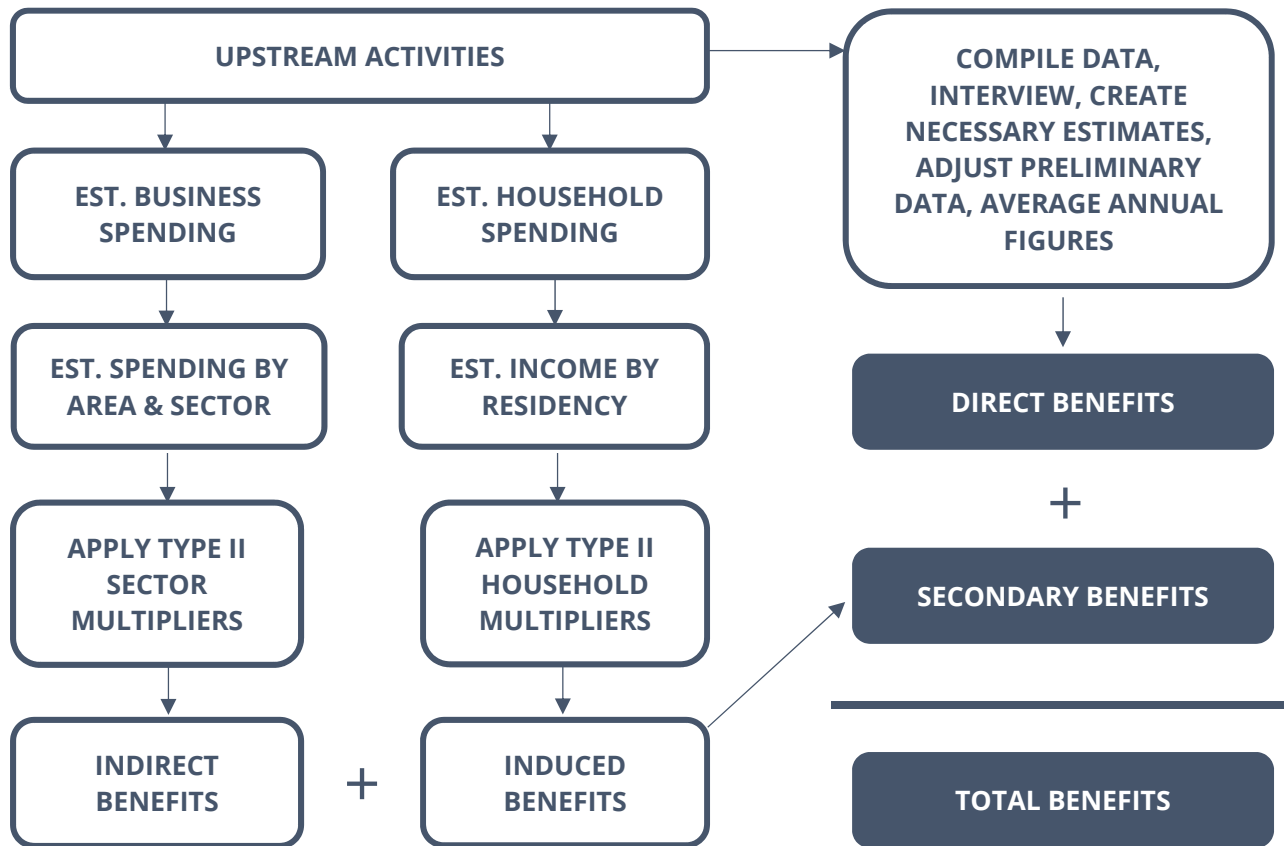 UPSTREAM ACTIVITIES
COMPILE DATA,
INTERVIEW, CREATE
NECESSARY ESTIMATES,
ADJUST PRELIMINARY
DATA, AVERAGE ANNUAL
FIGURES
EST. BUSINESS
SPENDING
EST. HOUSEHOLD
SPENDING
EST. SPENDING BY
AREA & SECTOR
EST. INCOME BY
RESIDENCY
DIRECT BENEFITS
+
APPLY TYPE II
SECTOR
MULTIPLIERS
APPLY TYPE II
HOUSEHOLD
MULTIPLIERS
SECONDARY BENEFITS
INDIRECT
BENEFITS
+
INDUCED
BENEFITS
TOTAL BENEFITS